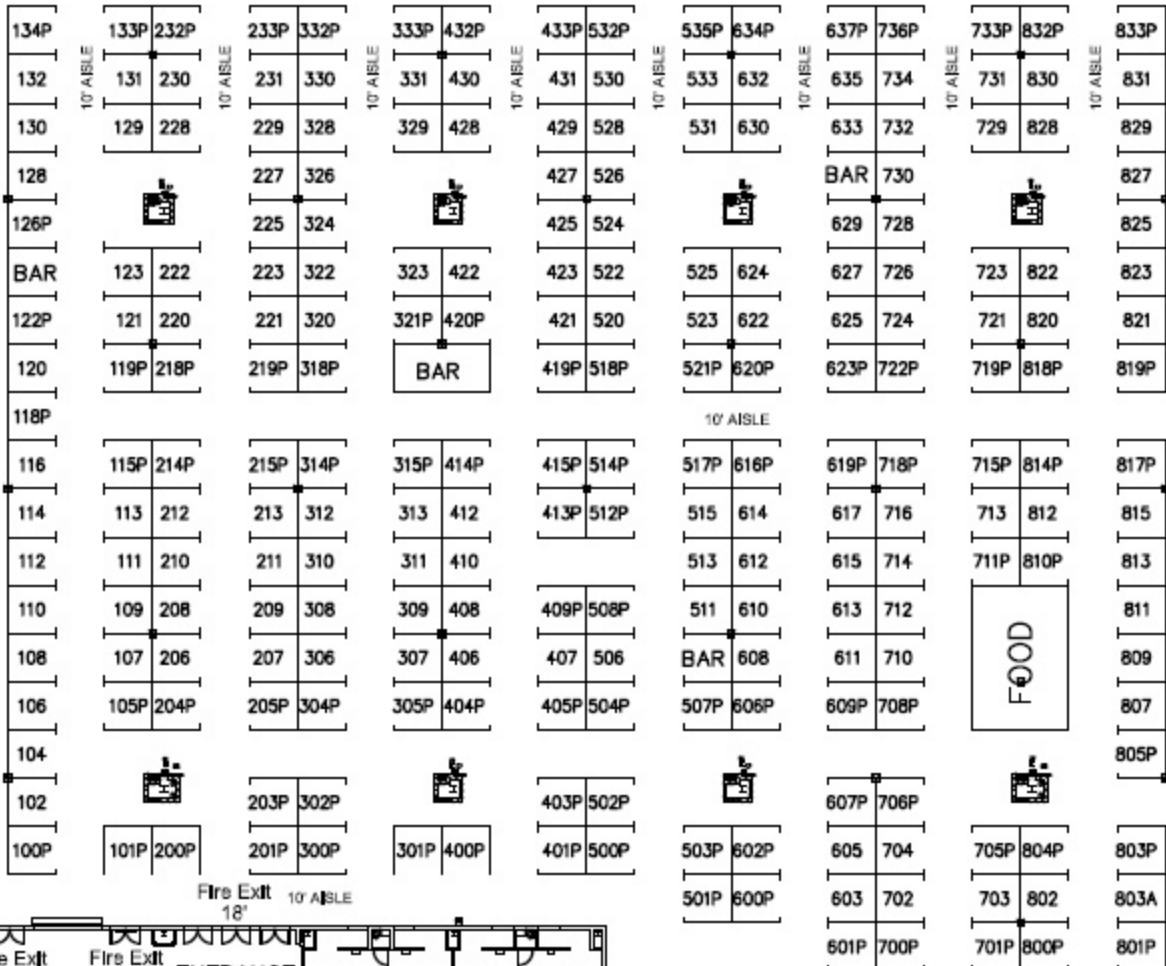 134P 133P 232P 233P 332P 333P 432P 433P 532P 535P 634P 637P 736P 733P 832P 833P
10' AISLE 10' AISLE 10' AISLE 10' AISLE 10' AISLE 10' AISLE 10' AISLE 10' AISLE
132 131 230 231 330 331 430 431 530 533 632 635 734 731 830 831
130 129 228 229 328 329 428 429 528 531 630 633 732 729 828 829
128 227 326 427 526 BAR 730 827
126P 225 324 425 524 629 728 825
BAR 123 222 223 322 323 422 423 522 525 624 627 726 723 822 823
122P 121 220 221 320 321P 420P 421 520 523 622 625 724 721 820 821
120 119P 218P 219P 318P BAR 419P 518P 521P 620P 623P 722P 719P 818P 819P
118P 10' AISLE
116 115P 214P 215P 314P 315P 414P 415P 514P 517P 616P 619P 718P 715P 814P 817P
114 113 212 213 312 313 412 413P 512P 515 614 617 716 713 812 815
112 111 210 211 310 311 410 513 612 615 714 711P 810P 813
110 109 208 209 308 309 408 409P 508P 511 610 613 712 811
108 107 206 207 306 307 406 407 506 BAR 608 611 710 FOOD 809
106 105P 204P 205P 304P 305P 404P 405P 504P 507P 606P 609P 708P 807
104 805P
102 203P 302P 403P 502P 607P 706P
100P 101P 200P 201P 300P 301P 400P 401P 500P 503P 602P 605 704 705P 804P 803P
Fire Exit 10' AISLE 501P 600P 603 702 703 802 803A
18'
e Exit Fire Exit ENTRANCE 601P 700P 701P 800P 801P